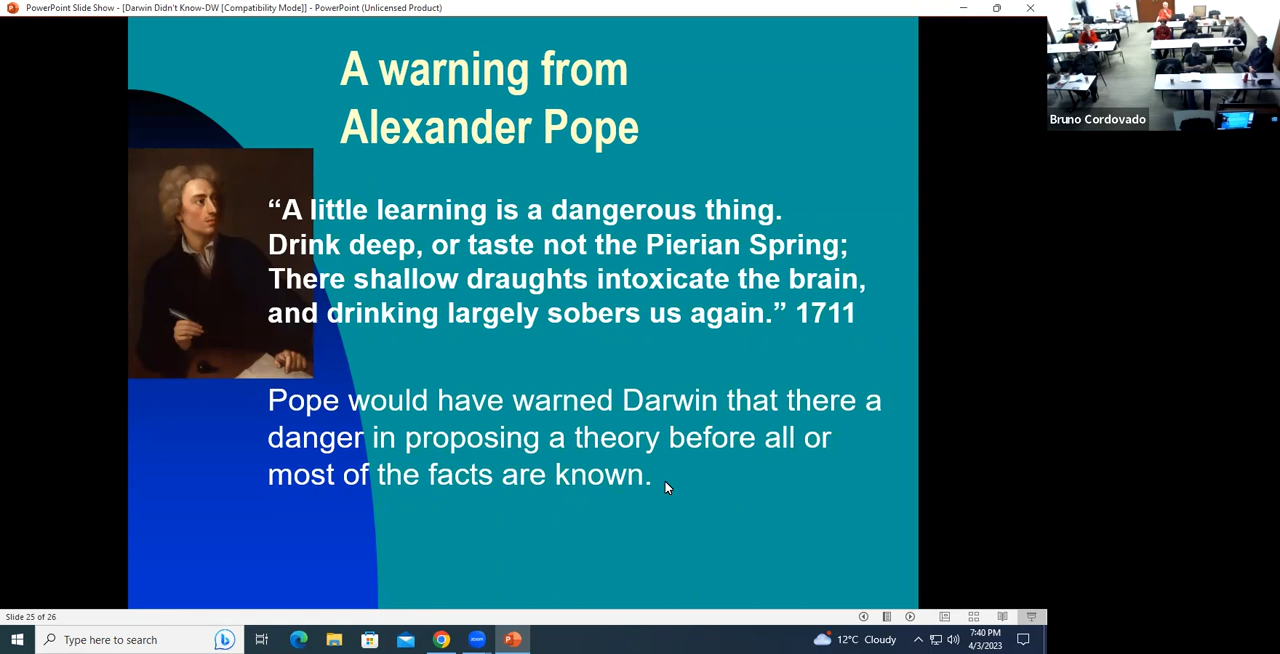 PowerPoint Slide Show - [Darwin Didn't Know-DW [Compatibility Mode]] - PowerPoint (Unlicensed Product)
A warning from
Alexander Pope
“A little learning is a dangerous thing.
Drink deep, or taste not the Pierian Spring;
There shallow draughts intoxicate the brain,
and drinking largely sobers us again.” 1711
Pope would have warned Darwin that there a
danger in proposing a theory before all or
most of the facts are known.
Bruno Cordovado
Slide 25 of 26
Type here to search
zoom
12°C Cloudy
7:40 PM
4/3/2023